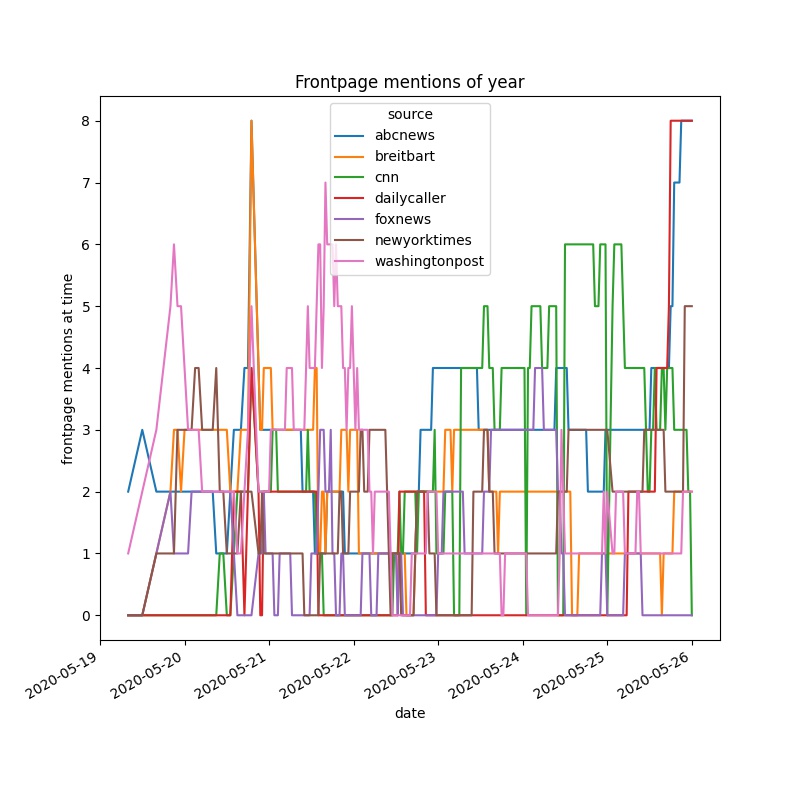 Frontpage mentions of year
source
abcnews
breitbart
cnn
dailycaller
foxnews
newyorktimes
washingtonpost
8
7
6
5
4
3
2
1
0
frontpage mentions at time
2020-05-19
2020-05-20
2020-05-21
2020-05-22
2020-05-23
2020-05-24
2020-05-25
2020-05-26
date